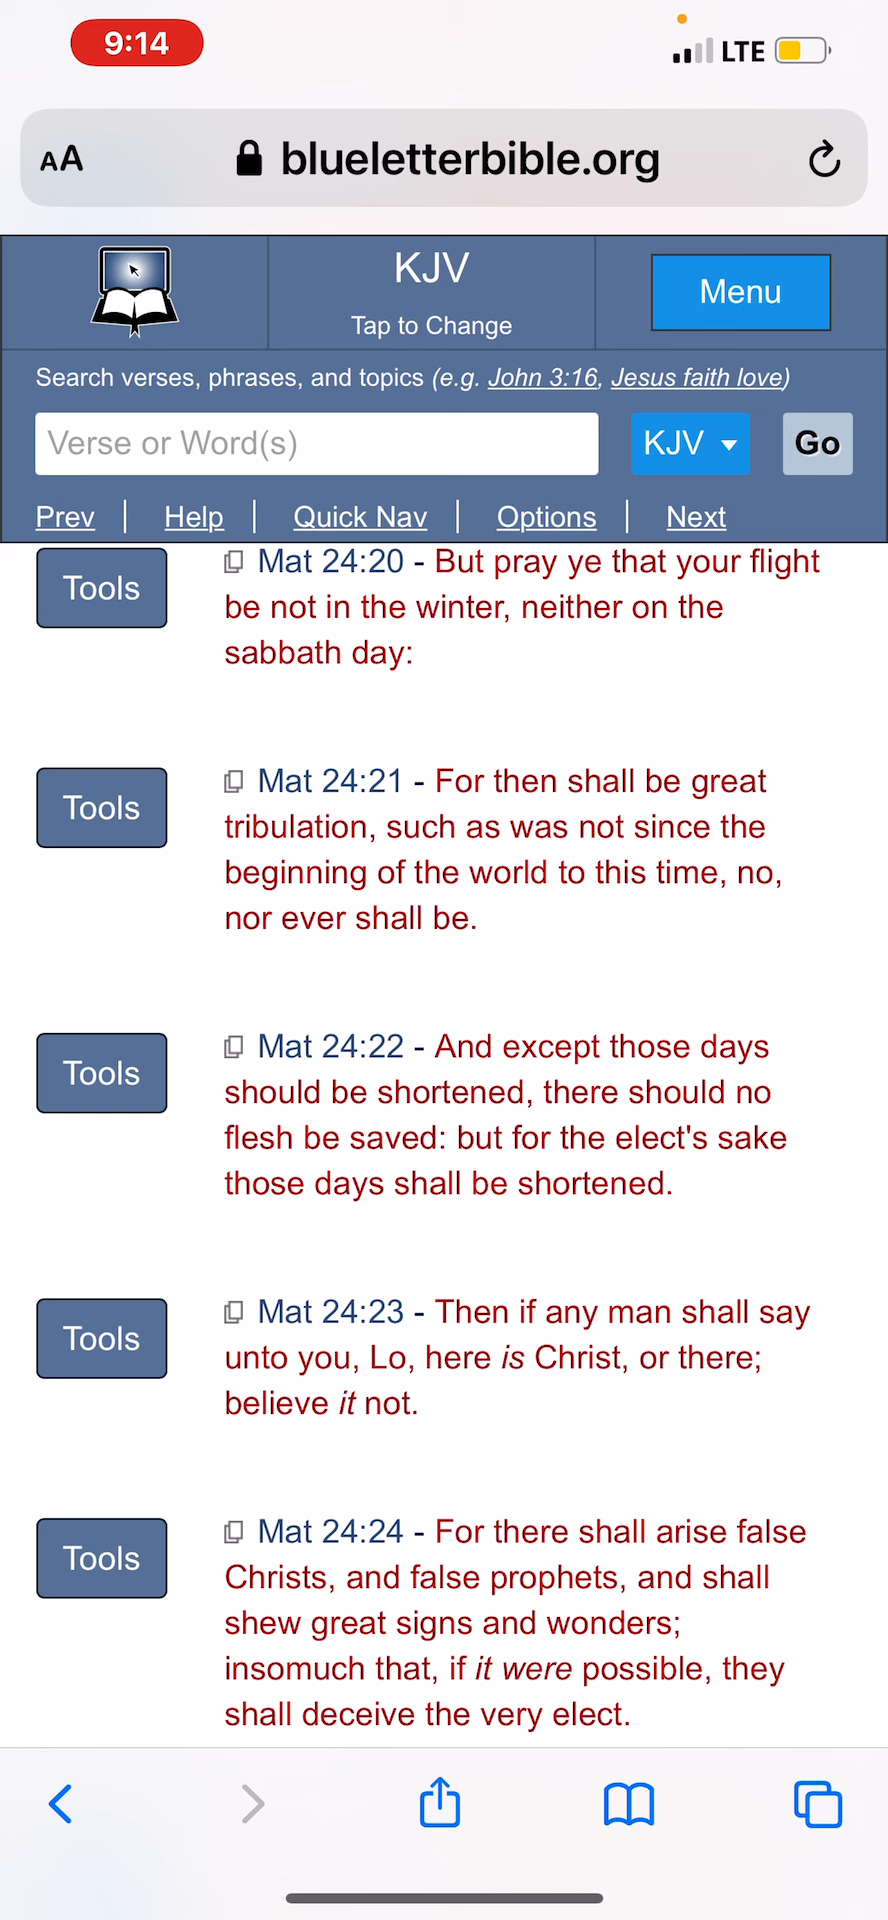 9:14
LTE
AA
blueletterbible.org
KJV
Tap to Change
Menu
Search verses, phrases, and topics (e.g. John 3:16, Jesus faith love)
Verse or Word(s)
KJV
Go
Prev | Help | Quick Nav | Options | Next
Tools
Mat 24:20 - But pray ye that your flight
be not in the winter, neither on the
sabbath day:
Tools
Mat 24:21 - For then shall be great
tribulation, such as was not since the
beginning of the world to this time, no,
nor ever shall be.
Tools
Mat 24:22 - And except those days
should be shortened, there should no
flesh be saved: but for the elect's sake
those days shall be shortened.
Tools
Mat 24:23 - Then if any man shall say
unto you, Lo, here is Christ, or there;
believe it not.
Tools
Mat 24:24 - For there shall arise false
Christs, and false prophets, and shall
shew great signs and wonders;
insomuch that, if it were possible, they
shall deceive the very elect.